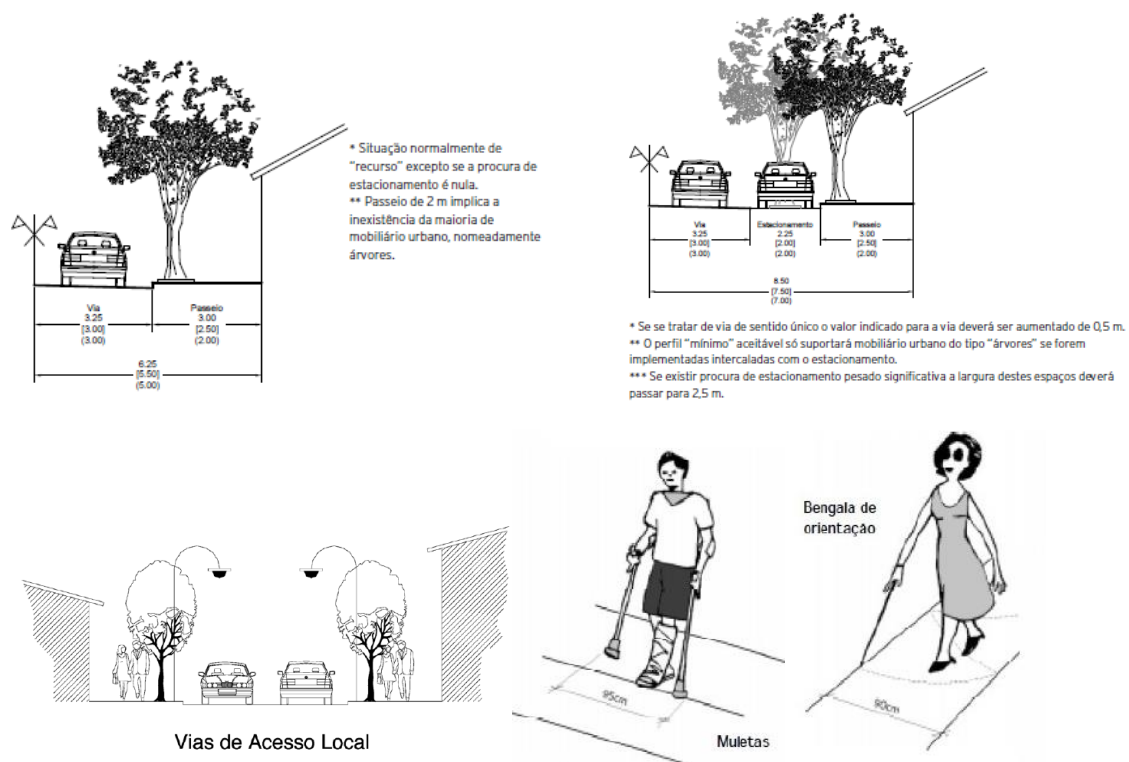 * Situação normalmente de
“recurso” excepto se a procura de
estacionamento é nula.
** Passeio de 2 m implica a
inexistência da maioria de
mobiliário urbano, nomeadamente
árvores.
Via
3.25
[3.00]
(3.00)
Passeio
3.00
[2.50]
(2.00)
6.25
[5.50]
(5.00)
Via
3.25
[3.00]
(3.00)
Estacionamento
2.25
[2.00]
(2.00)
Passeio
3.00
[2.50]
(2.00)
8.50
[7.50]
(7.00)
* Se se tratar de via de sentido único o valor indicado para a via deverá ser aumentado de 0,5 m.
** O perfil “mínimo” aceitável só suportará mobiliário urbano do tipo “árvores” se forem
implementadas intercaladas com o estacionamento.
*** Se existir procura de estacionamento pesado significativa a largura destes espaços deverá
passar para 2,5 m.
Vias de Acesso Local
95cm
Muletas
Bengala de
orientação
90cm